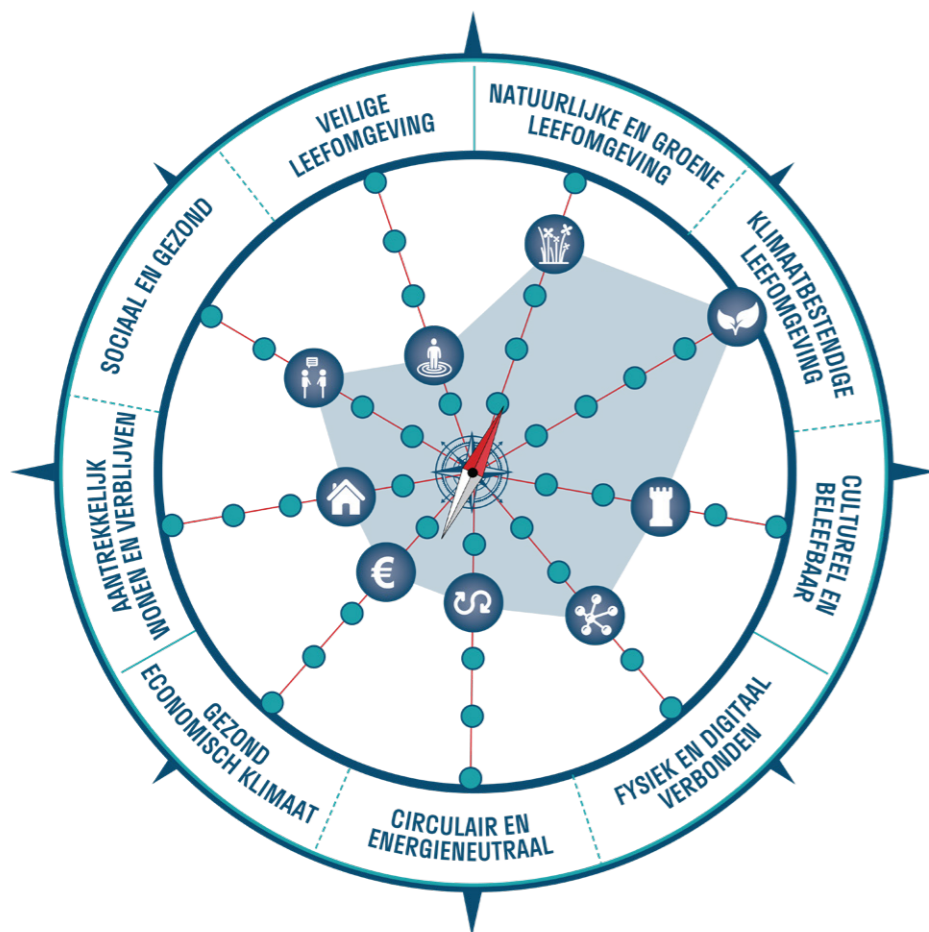 NATUURLIJKE EN GROENE
LEEFOMGEVING
KLIMAATBESTENDIGE
LEEFOMGEVING
CULTUREEL EN
BELEEFBAAR
FYSIEK EN DIGITAAL
VERBONDEN
CIRCULAIR EN
ENERGIENEUTRAAL
GEZOND
ECONOMISCH KLIMAAT
AANTREKKELIJK
WONEN EN VERBLIJVEN
SOCIAAL EN GEZOND
VEILIGE
LEEFOMGEVING
€